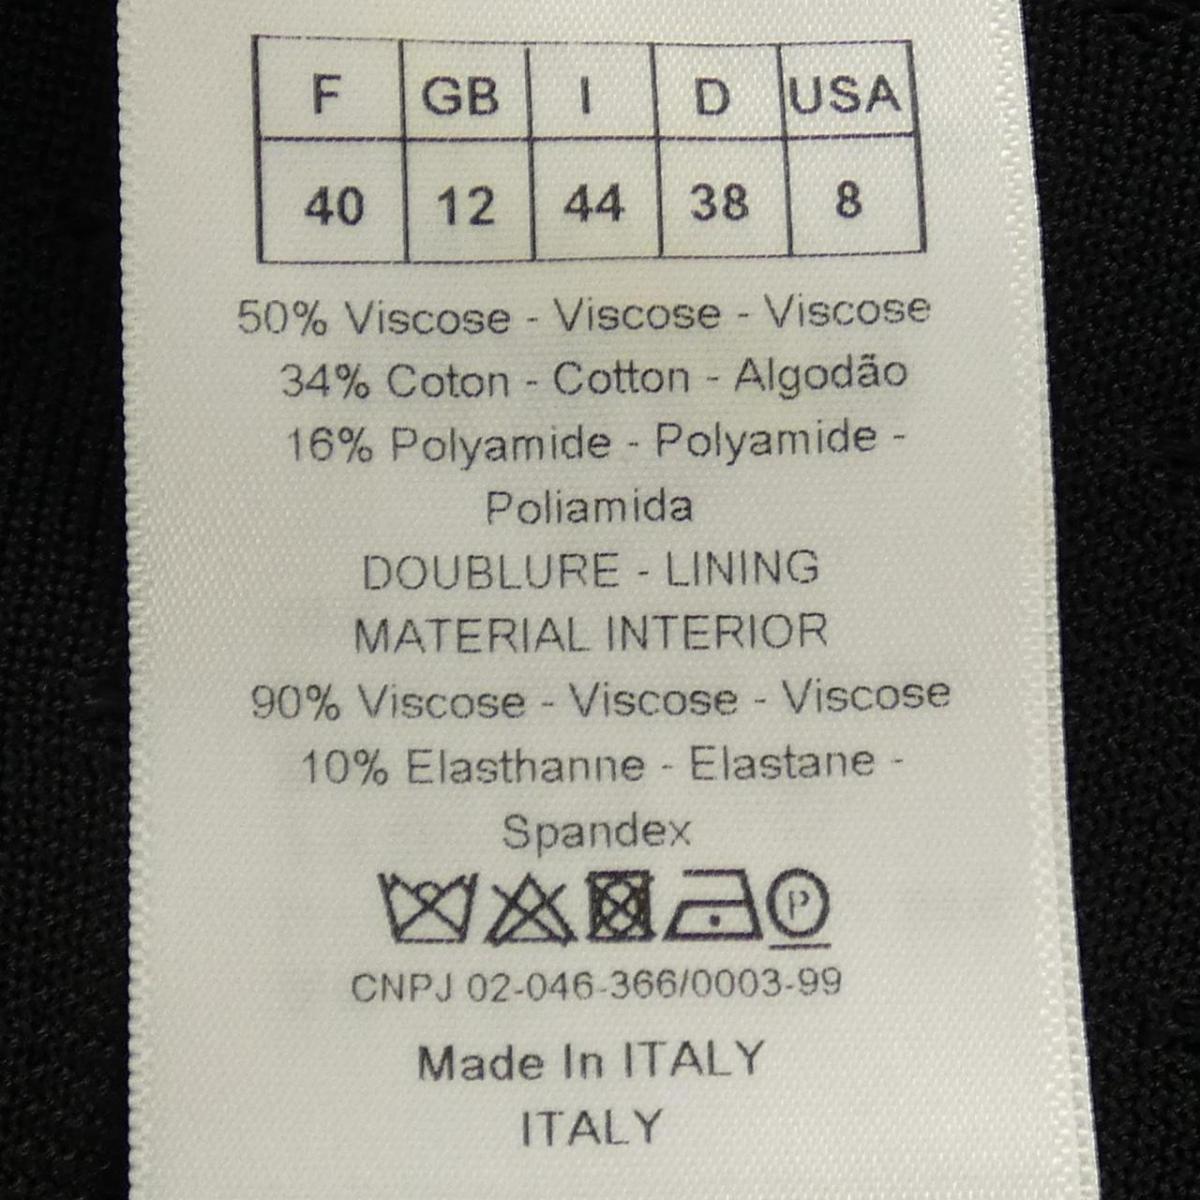 F GB I D USA
40 12 44 38 8
50% Viscose - Viscose - Viscose
34% Coton - Cotton - Algodão
16% Polyamide - Polyamide -
Poliamida
DOUBLURE - LINING
MATERIAL INTERIOR
90% Viscose - Viscose - Viscose
10% Elasthanne - Elastane -
Spandex
P
CNPJ 02-046-366/0003-99
Made In ITALY
ITALY